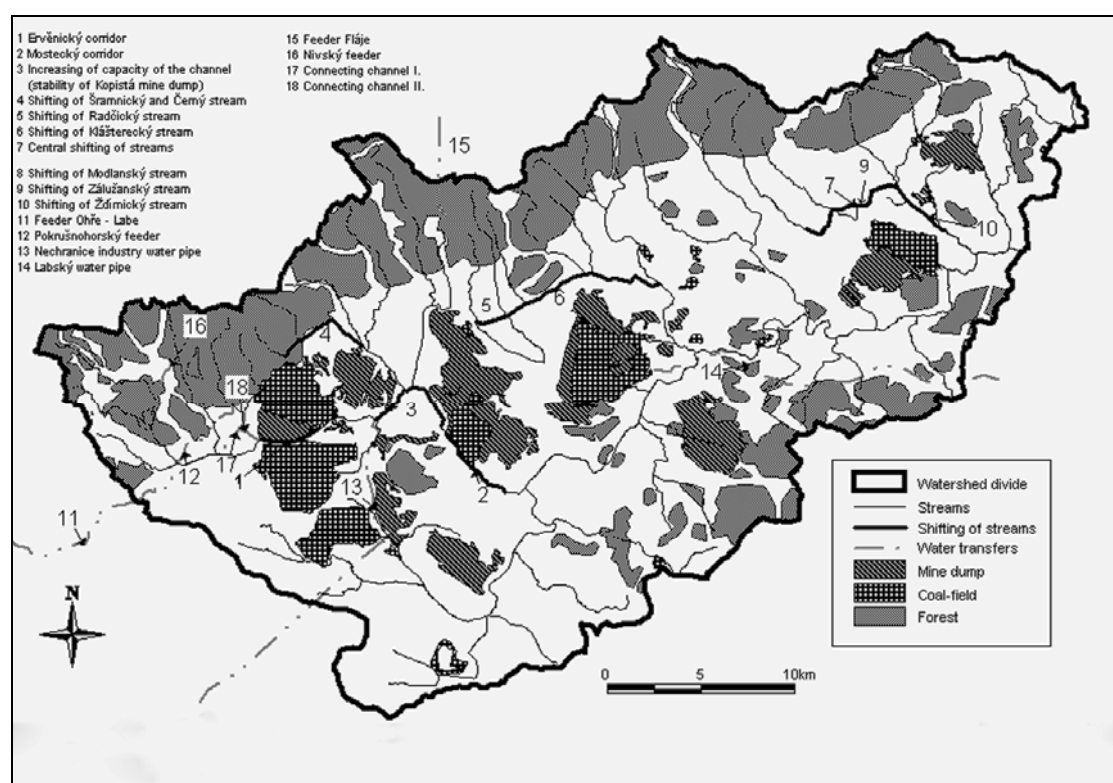 1 Ervěnický corridor
2 Mostecký corridor
3 Increasing of capacity of the channel
(stability of Kopistá mine dump)
4 Shifting of Šramnický and Černý stream
5 Shifting of Radčický stream
6 Shifting of Klášterecký stream
7 Central shifting of streams
8 Shifting of Modlanský stream
9 Shifting of Zálužanský stream
10 Shifting of Ždírnický stream
11 Feeder Ohře - Labe
12 Pokrušnohorský feeder
13 Nechranice industry water pipe
14 Labský water pipe
15 Feeder Fláje
16 Nivský feeder
17 Connecting channel I.
18 Connecting channel II.
15
9
7
10
6
5
16
4
14
18
3
12
17
1
13
2
11
N
Watershed divide
Streams
Shifting of streams
Water transfers
Mine dump
Coal-field
Forest
0 5 10km